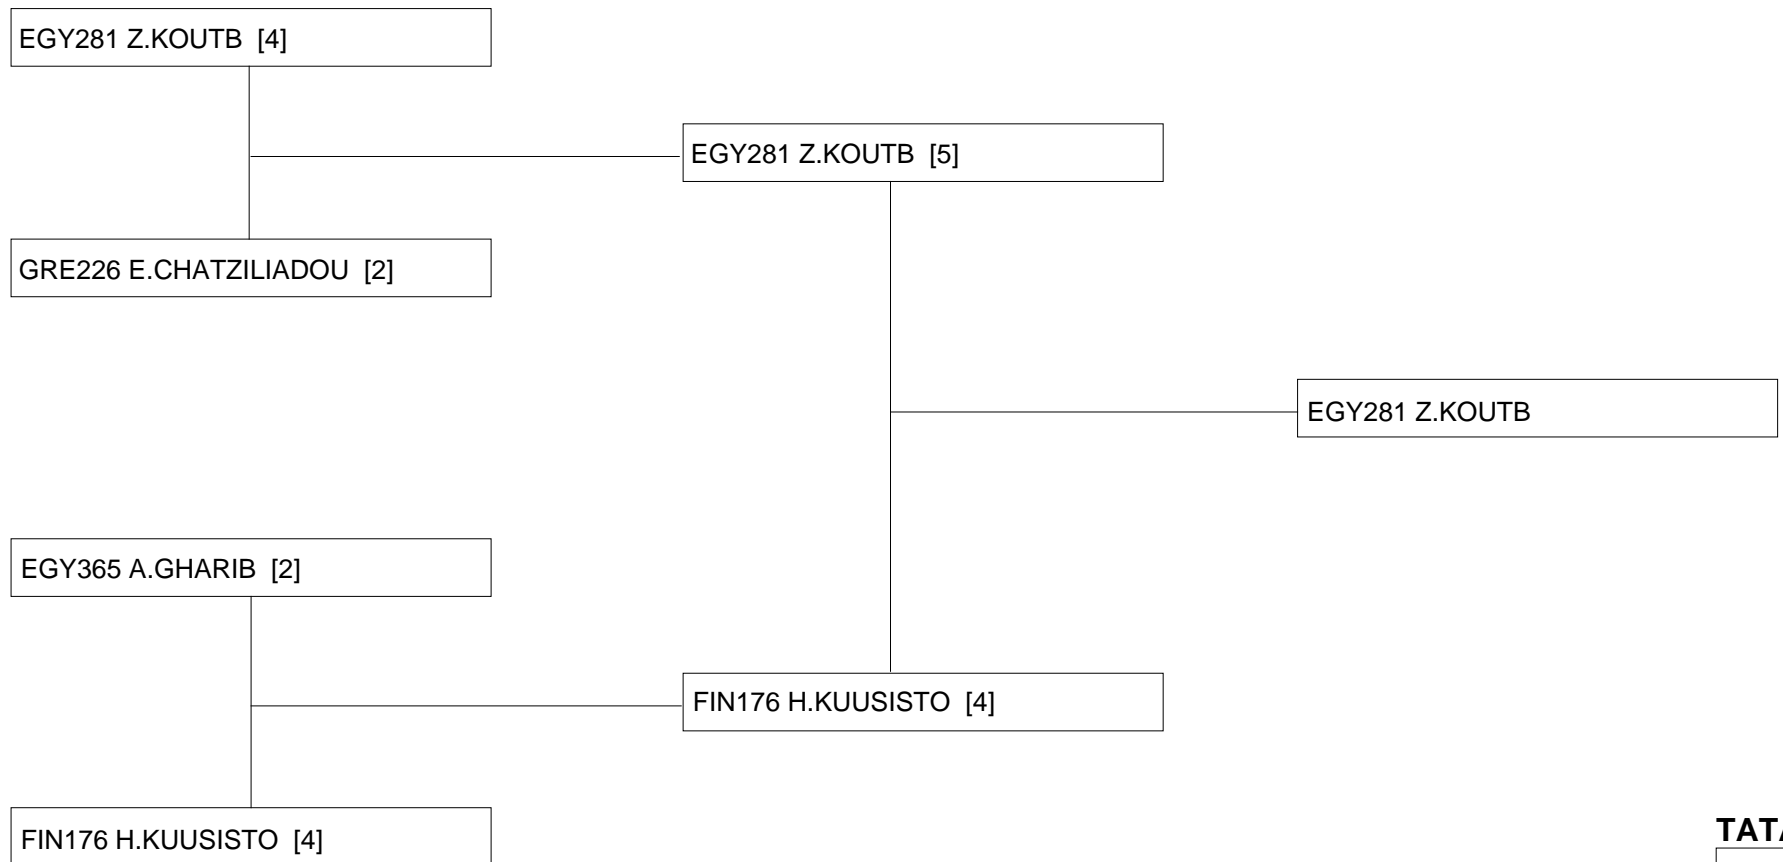 EGY281 Z.KOUTB [4]
EGY281 Z.KOUTB [5]
GRE226 E.CHATZILIADOU [2]
EGY281 Z.KOUTB
EGY365 A.GHARIB [2]
FIN176 H.KUUSISTO [4]
FIN176 H.KUUSISTO [4]